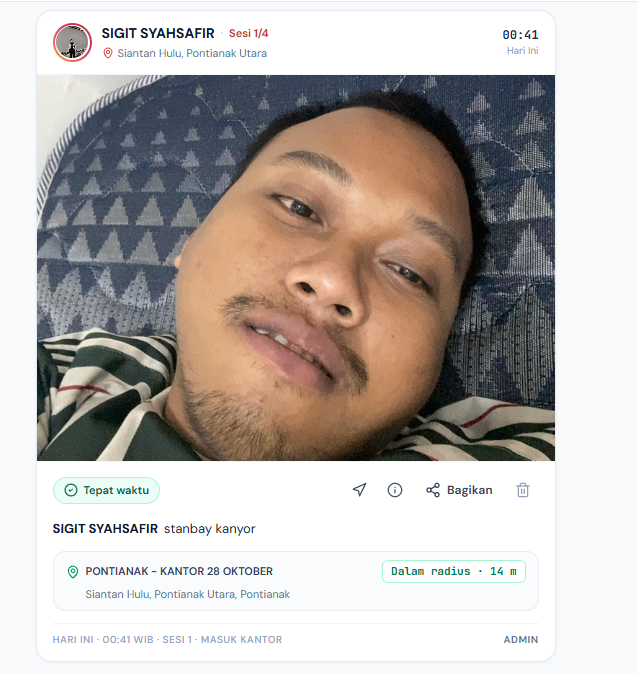 SIGIT SYAHSAFIR · Sesi 1/4
00:41
Siantan Hulu, Pontianak Utara
Hari Ini
Tepat waktu
Bagikan
SIGIT SYAHSAFIR stanbay kanyor
PONTIANAK - KANTOR 28 OKTOBER
Dalam radius · 14 m
Siantan Hulu, Pontianak Utara, Pontianak
HARI INI · 00:41 WIB · SESI 1 · MASUK KANTOR
ADMIN